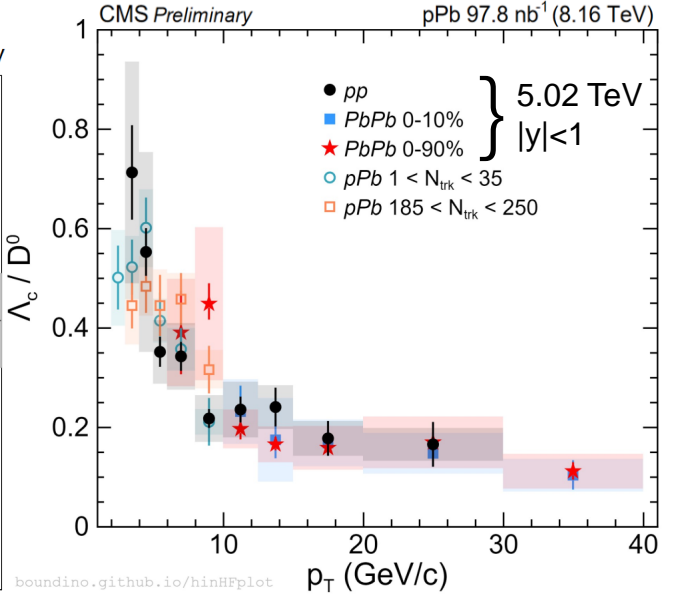 CMS Preliminary
pPb 97.8 nb⁻¹ (8.16 TeV)
y
1
0.8
0.6
0.4
0.2
0
Λc / D⁰
pp
PbPb 0-10%
PbPb 0-90%
} 5.02 TeV
|y|<1
pPb 1 < Ntrk < 35
pPb 185 < Ntrk < 250
10
20
30
40
pT (GeV/c)
boundino.github.io/hinHFplot